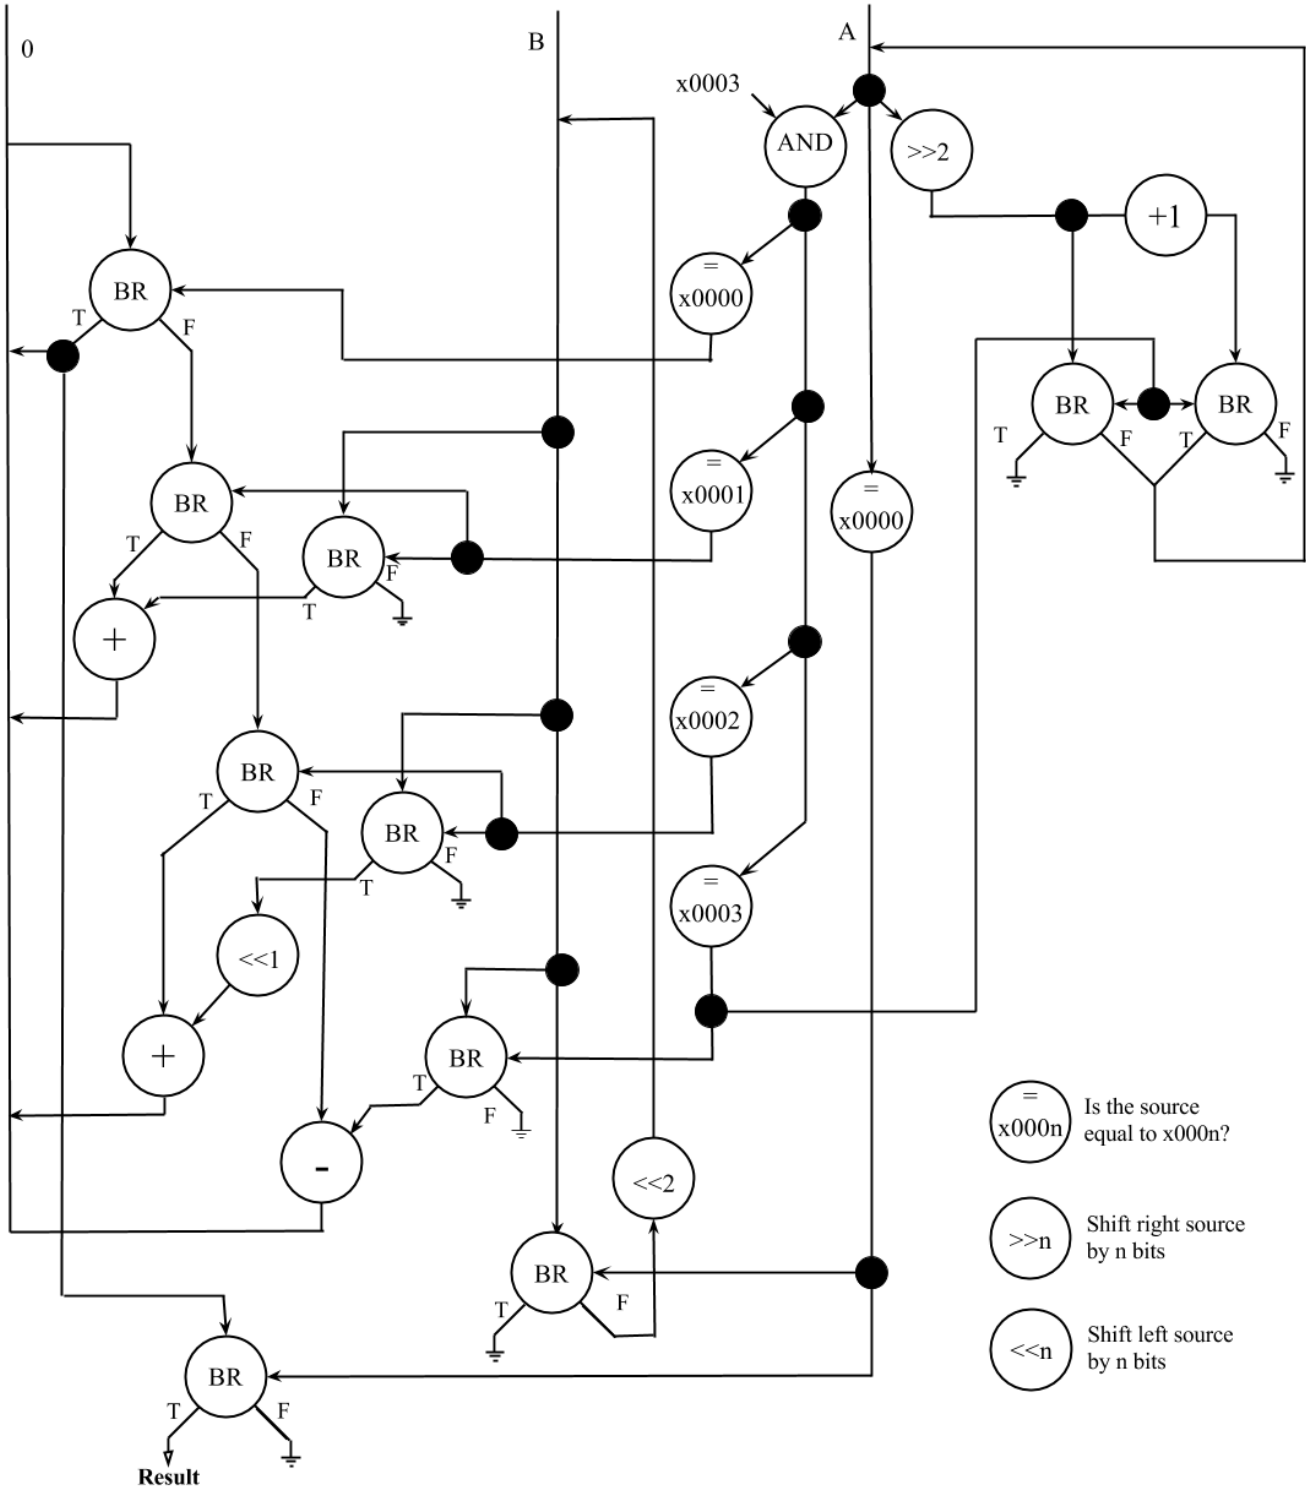 0
B
A
x0003
AND
>>2
+1
=
x0000
BR
T
F
BR
BR
T
F
T
F
=
x0001
=
x0000
BR
T
F
BR
F
T
+
=
x0002
BR
T
F
BR
F
T
=
x0003
<<1
+
BR
T
F
-
<<2
=
x000n
Is the source
equal to x000n?
>>n
Shift right source
by n bits
BR
T
F
<<n
Shift left source
by n bits
BR
T
F
Result